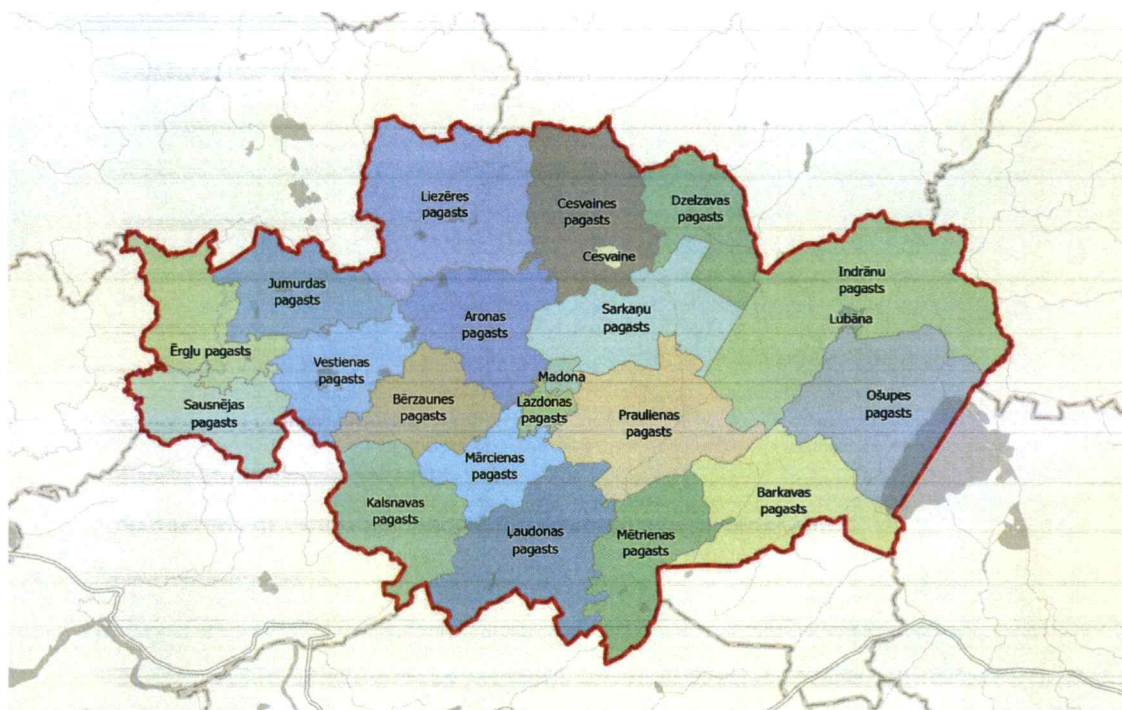 Liezēres
pagasts
Cesvaines
pagasts
Dzelzavas
pagasts
Cesvaine
Jumurdas
pagasts
Indrānu
pagasts
Aronas
pagasts
Sarkaņu
pagasts
Lubāna
Ērgļu pagasts
Vestienas
pagasts
Madona
Bērzaunes
pagasts
Lazdonas
pagasts
Ošupes
pagasts
Sausnējas
pagasts
Praulienas
pagasts
Mārcienas
pagasts
Kalsnavas
pagasts
Barkavas
pagasts
Ļaudonas
pagasts
Mētrienas
pagasts